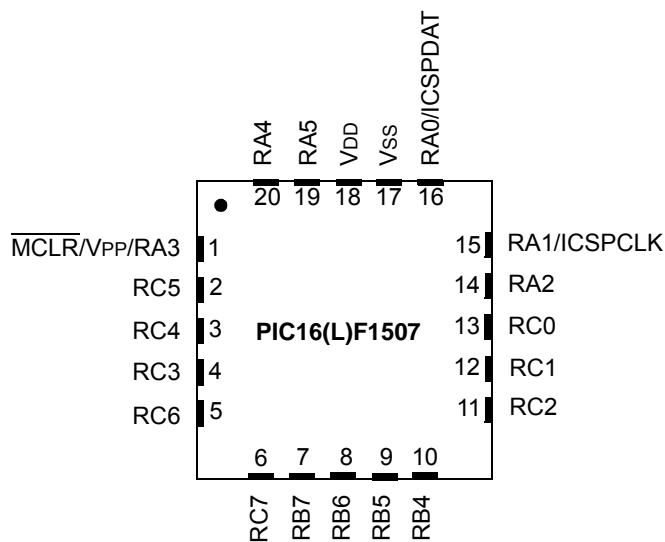 RA4
RA5
VDD
VSS
RA0/ICSPDAT
20
19
18
17
16
MCLR/VPP/RA3
1
15
RA1/ICSPCLK
RC5
2
14
RA2
RC4
3
PIC16(L)F1507
13
RC0
RC3
4
12
RC1
RC6
5
11
RC2
6
7
8
9
10
RC7
RB7
RB6
RB5
RB4